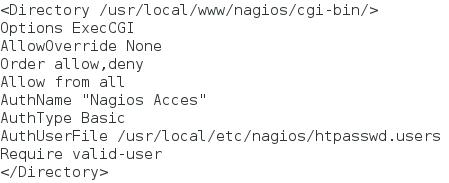 <Directory /usr/local/www/nagios/cgi-bin/>
Options ExecCGI
AllowOverride None
Order allow,deny
Allow from all
AuthName "Nagios Acces"
AuthType Basic
AuthUserFile /usr/local/etc/nagios/htpasswd.users
Require valid-user
</Directory>